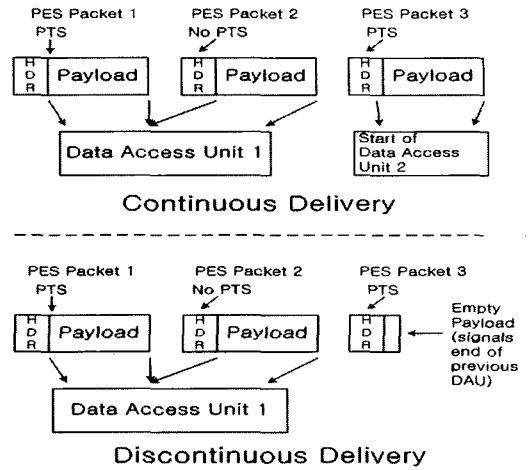 PES Packet 1
PES Packet 2
PES Packet 3
PTS
No PTS
PTS
H
D
R
Payload
H
D
R
Payload
H
D
R
Payload
Data Access Unit 1
Start of
Data Access
Unit 2
Continuous Delivery
PES Packet 1
PES Packet 2
PES Packet 3
PTS
No PTS
PTS
H
D
R
Payload
H
D
R
Payload
H
D
R
Empty
Payload
(signals
end of
previous
DAU)
Data Access Unit 1
Discontinuous Delivery